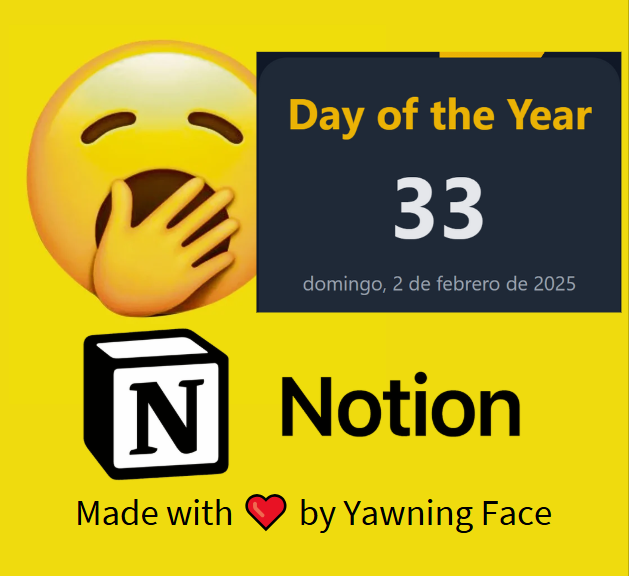 Day of the Year
33
domingo, 2 de febrero de 2025
N
Notion
Made with ❤️ by Yawning Face